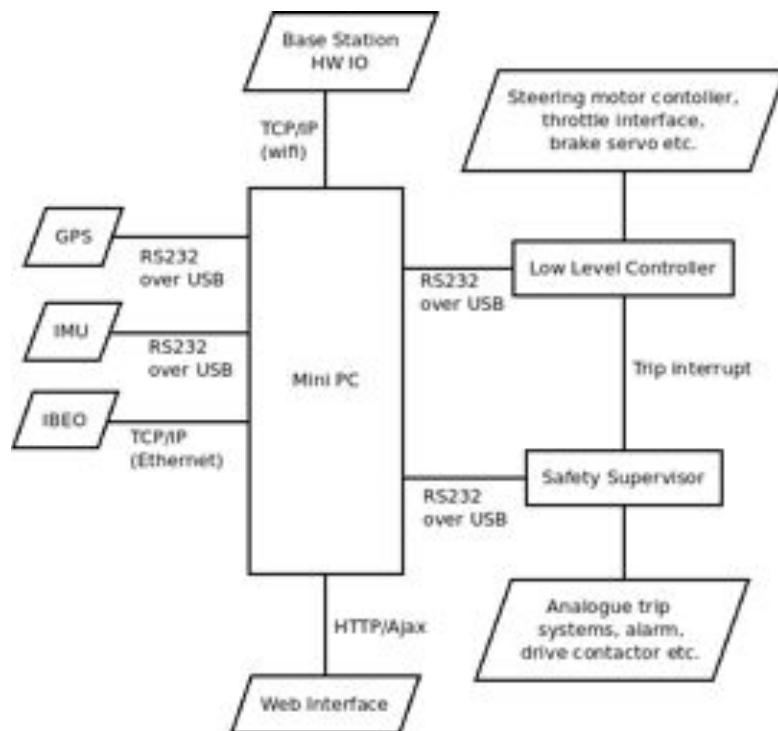 Base Station
HW IO
TCP/IP
(wifi)
Steering motor contoller,
throttle interface,
brake servo etc.
GPS
RS232
over USB
Low Level Controller
RS232
over USB
IMU
RS232
over USB
Mini PC
Trip interrupt
IBEO
TCP/IP
(Ethernet)
Safety Supervisor
RS232
over USB
Analogue trip
systems, alarm,
drive contactor etc.
HTTP/Ajax
Web Interface